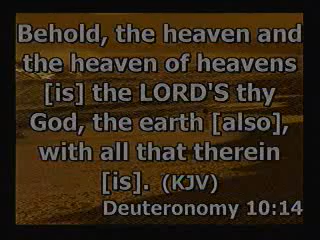 Behold, the heaven and
the heaven of heavens
[is] the LORD'S thy
God, the earth [also],
with all that therein
[is]. (KJV)
Deuteronomy 10:14